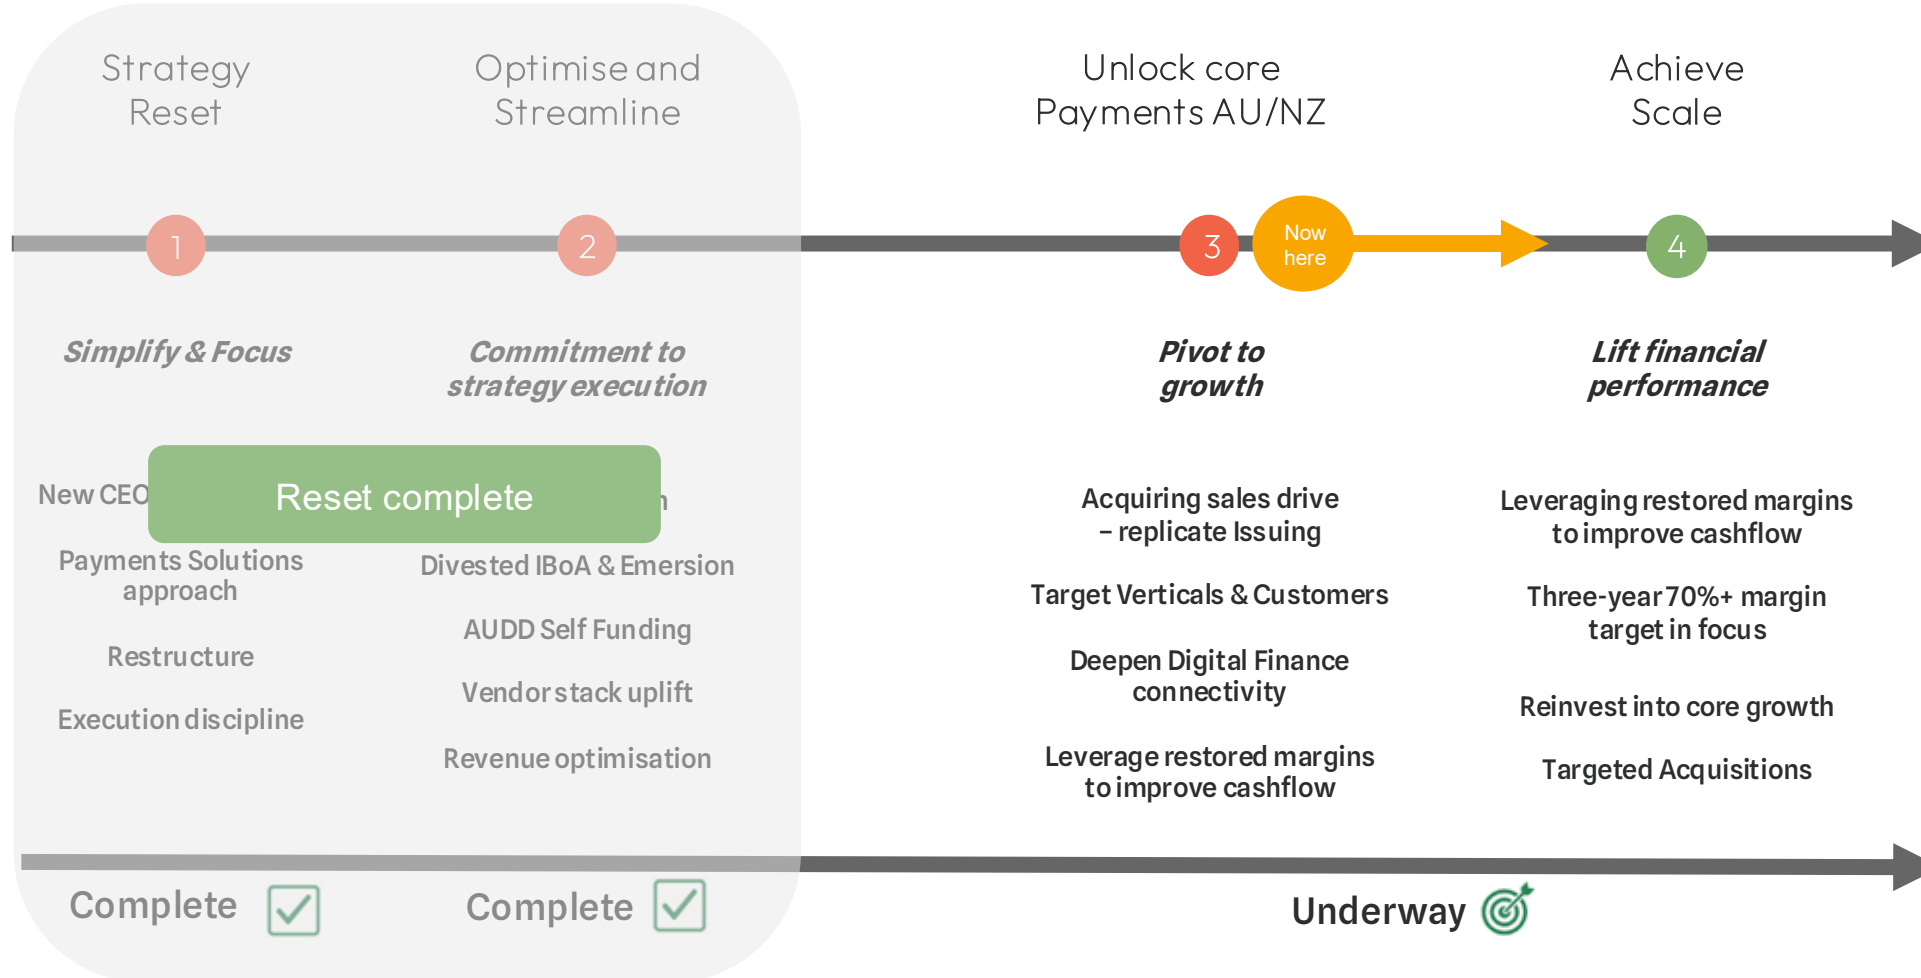 Strategy
Reset
Optimise and
Streamline
Unlock core
Payments AU/NZ
Achieve
Scale
1
2
3
Now
here
4
Simplify & Focus
Commitment to
strategy execution
Pivot to
growth
Lift financial
performance
New CEO
Reset complete
Payments Solutions
approach
Restructure
Execution discipline
Divested IBoA & Emersion
AUDD Self Funding
Vendor stack uplift
Revenue optimisation
Acquiring sales drive
– replicate Issuing
Target Verticals & Customers
Deepen Digital Finance
connectivity
Leverage restored margins
to improve cashflow
Leveraging restored margins
to improve cashflow
Three-year 70%+ margin
target in focus
Reinvest into core growth
Targeted Acquisitions
Complete
Complete
Underway